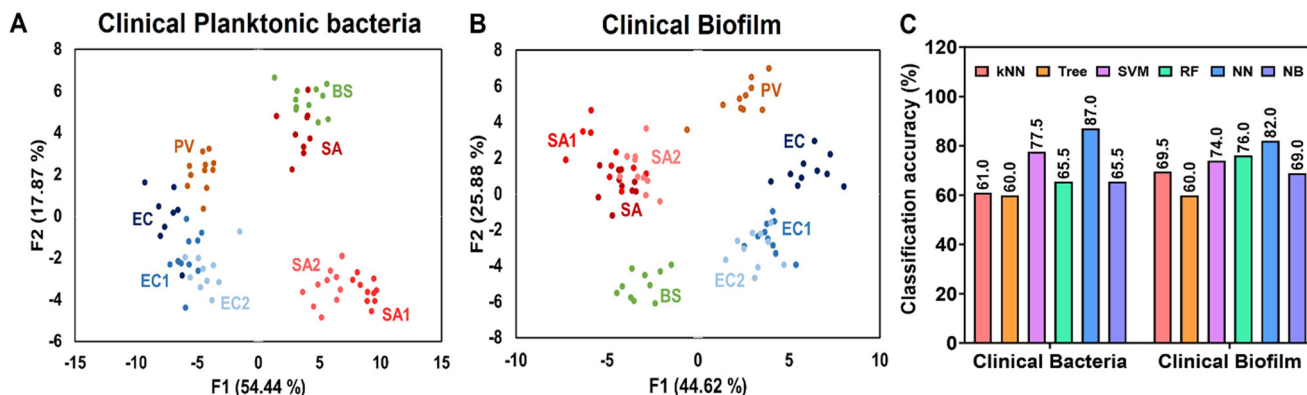 A
Clinical Planktonic bacteria
8
6
4
2
0
-2
-4
-6
F2 (17.87 %)
-15
-10
-5
0
5
10
15
F1 (54.44 %)
BS
SA
PV
EC
EC1
EC2
SA2
SA1
B
Clinical Biofilm
8
6
4
2
0
-2
-4
-6
-8
F2 (25.88 %)
-10
-5
0
5
10
F1 (44.62 %)
PV
SA1
SA2
SA
EC
EC1
EC2
BS
C
120
100
80
60
40
20
0
Classification accuracy (%)
kNN Tree SVM RF NN NB
61.0
60.0
77.5
65.5
87.0
65.5
69.5
60.0
74.0
76.0
82.0
69.0
Clinical Bacteria
Clinical Biofilm